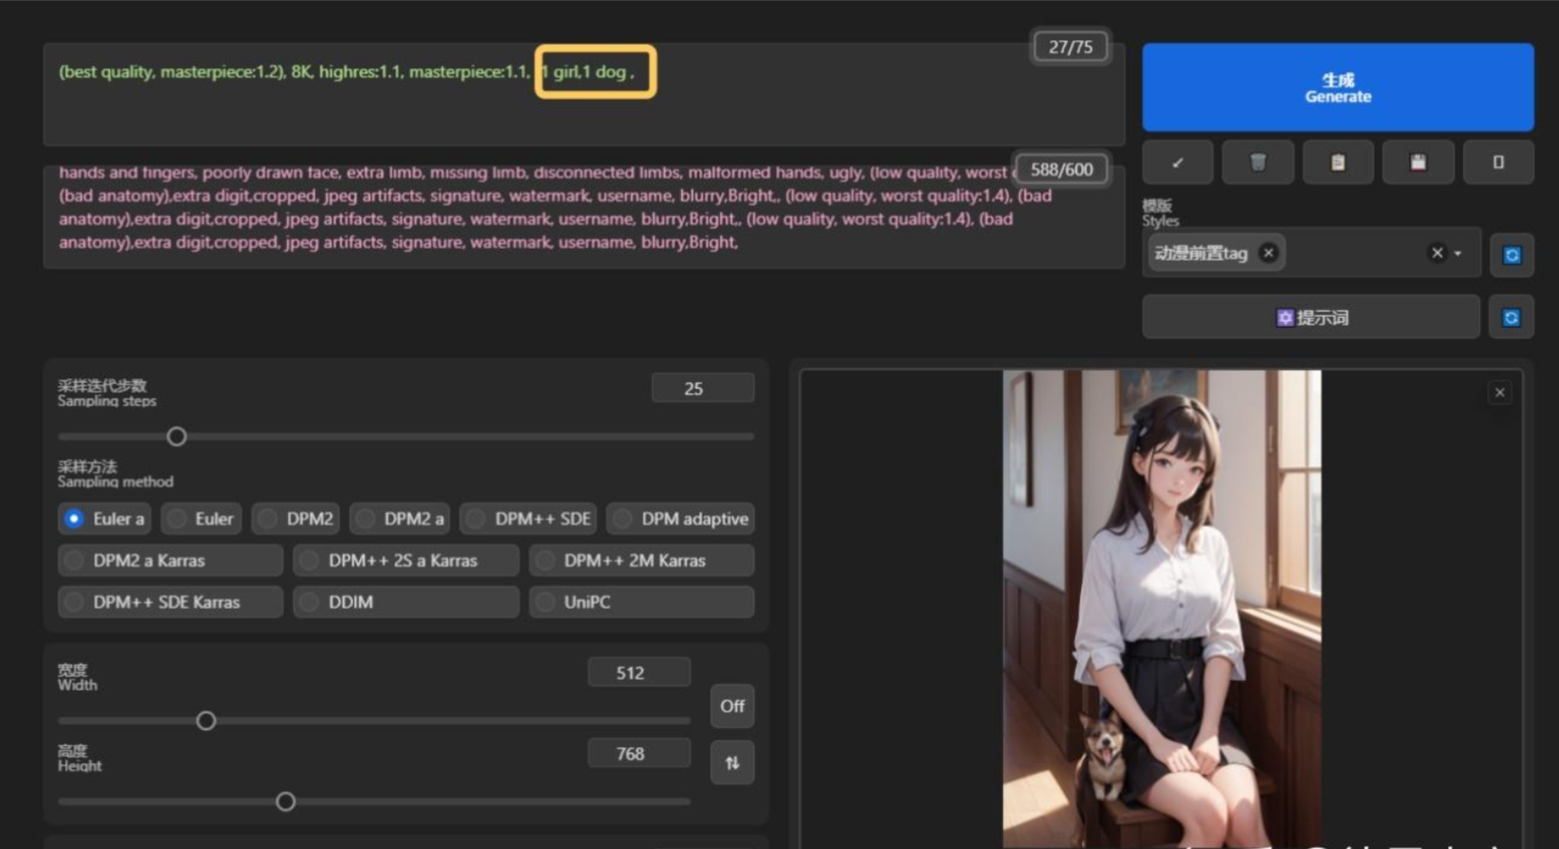 27/75
(best quality, masterpiece:1.2), 8K, highres:1.1, masterpiece:1.1, 1 girl,1 dog ,
生成
Generate
588/600
hands and fingers, poorly drawn face, extra limb, missing limb, disconnected limbs, malformed hands, ugly, (low quality, worst
(bad anatomy),extra digit,cropped, jpeg artifacts, signature, watermark, username, blurry,Bright,, (low quality, worst quality:1.4), (bad
anatomy),extra digit,cropped, jpeg artifacts, signature, watermark, username, blurry,Bright,, (low quality, worst quality:1.4), (bad
anatomy),extra digit,cropped, jpeg artifacts, signature, watermark, username, blurry,Bright,
模版
Styles
动漫前置tag
提示词
采样迭代步数
Sampling steps
25
采样方法
Sampling method
Euler a Euler DPM2 DPM2 a DPM++ SDE DPM adaptive
DPM2 a Karras DPM++ 2S a Karras DPM++ 2M Karras
DPM++ SDE Karras DDIM UniPC
宽度
Width
512
Off
高度
Height
768